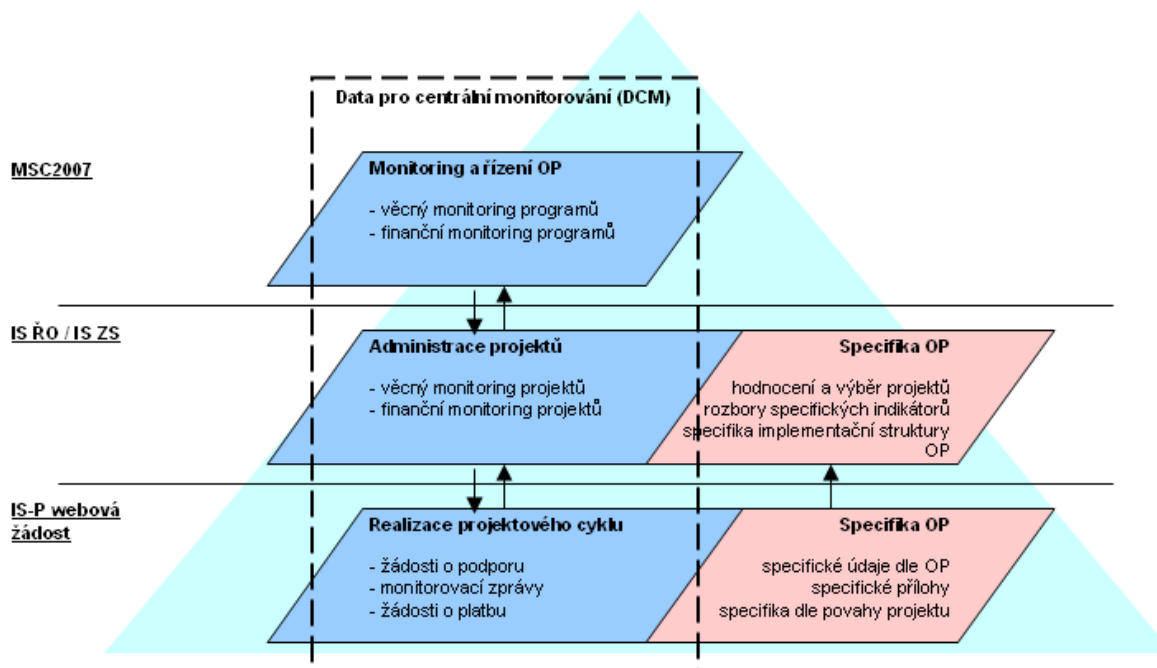 Data pro centrální monitorování (DCM)
MSC2007
Monitoring a řízení OP
- věcný monitoring programů
- finanční monitoring programů
IS ŘO / IS ZS
Administrace projektů
- věcný monitoring projektů
- finanční monitoring projektů
Specifika OP
hodnocení a výběr projektů
rozbory specifických indikátorů
specifika implementační struktury
OP
IS-P webová
žádost
Realizace projektového cyklu
- žádosti o podporu
- monitorovací zprávy
- žádosti o platbu
Specifika OP
specifické údaje dle OP
specifické přílohy
specifika dle povahy projektu